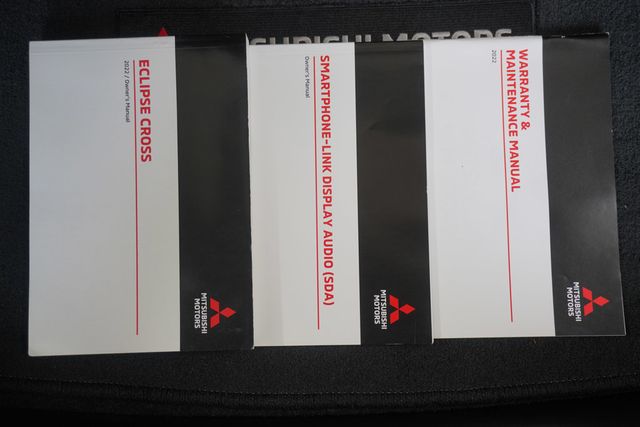 MITSUBISHI MOTORS
ECLIPSE CROSS
2022 / Owner's Manual
MITSUBISHI
MOTORS
SMARTPHONE-LINK DISPLAY AUDIO (SDA)
Owner's Manual
MITSUBISHI
MOTORS
WARRANTY &
MAINTENANCE MANUAL
2022
MITSUBISHI
MOTORS